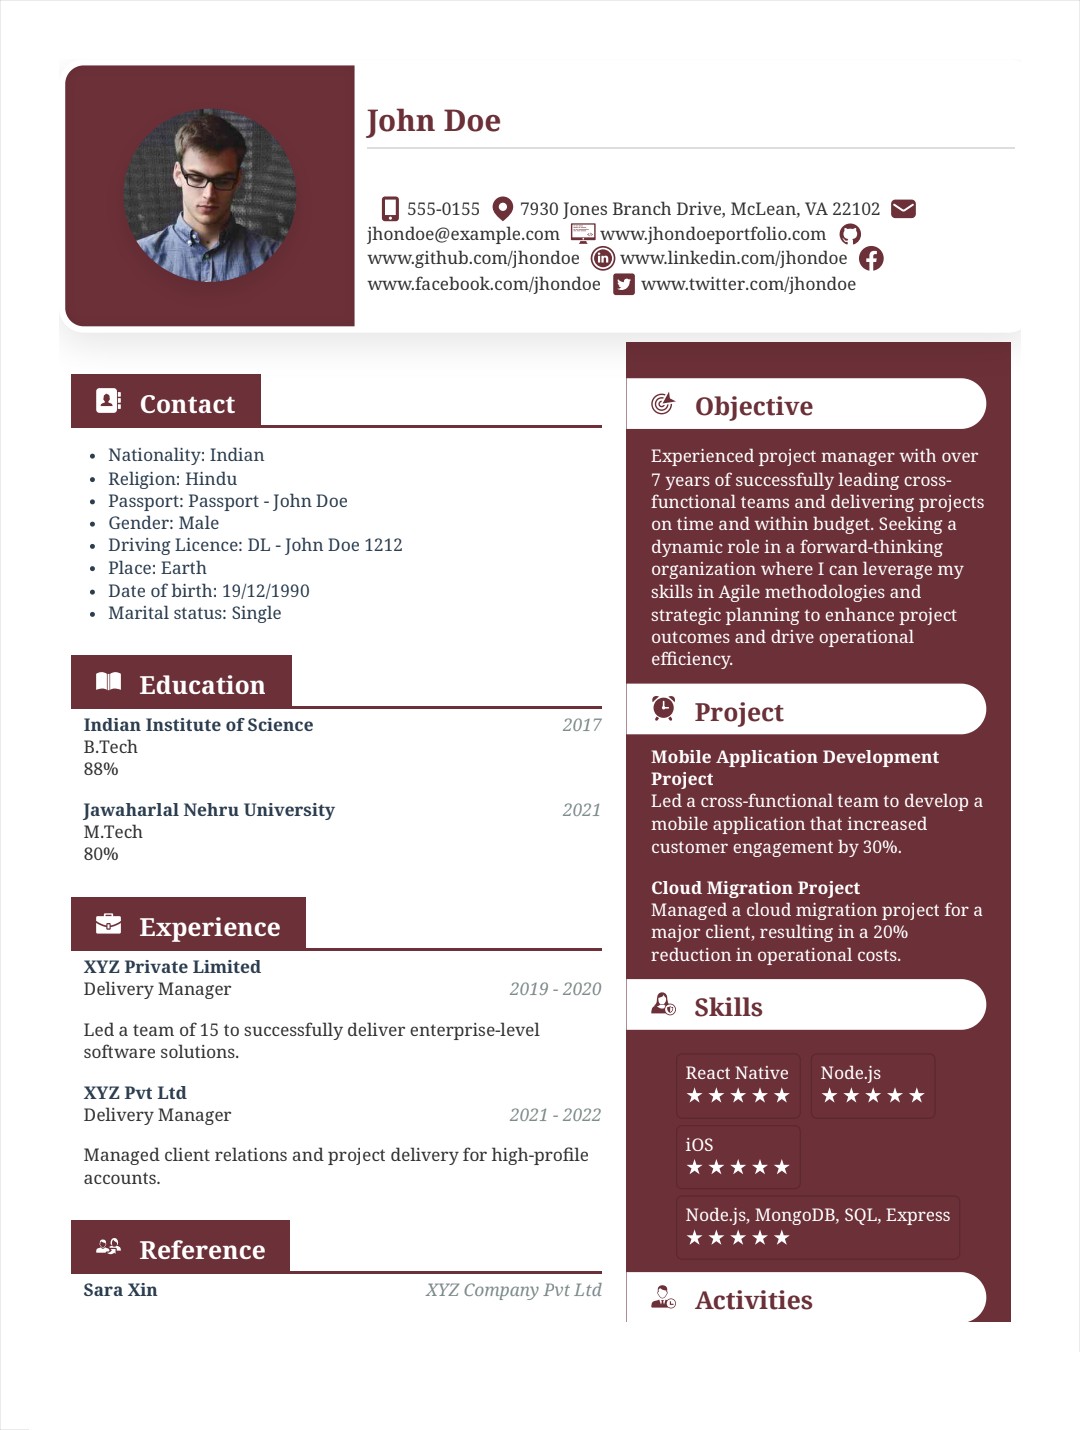 John Doe
555-0155 7930 Jones Branch Drive, McLean, VA 22102
jhondoe@example.com www.jhondoeportfolio.com
www.github.com/jhondoe www.linkedin.com/jhondoe
www.facebook.com/jhondoe www.twitter.com/jhondoe
Contact
• Nationality: Indian
• Religion: Hindu
• Passport: Passport - John Doe
• Gender: Male
• Driving Licence: DL - John Doe 1212
• Place: Earth
• Date of birth: 19/12/1990
• Marital status: Single
Education
Indian Institute of Science 2017
B.Tech
88%
Jawaharlal Nehru University 2021
M.Tech
80%
Experience
XYZ Private Limited
Delivery Manager 2019 - 2020
Led a team of 15 to successfully deliver enterprise-level
software solutions.
XYZ Pvt Ltd
Delivery Manager 2021 - 2022
Managed client relations and project delivery for high-profile
accounts.
Reference
Sara Xin XYZ Company Pvt Ltd
Objective
Experienced project manager with over
7 years of successfully leading cross-
functional teams and delivering projects
on time and within budget. Seeking a
dynamic role in a forward-thinking
organization where I can leverage my
skills in Agile methodologies and
strategic planning to enhance project
outcomes and drive operational
efficiency.
Project
Mobile Application Development
Project
Led a cross-functional team to develop a
mobile application that increased
customer engagement by 30%.
Cloud Migration Project
Managed a cloud migration project for a
major client, resulting in a 20%
reduction in operational costs.
Skills
React Native Node.js
★★★★★ ★★★★★
iOS
★★★★★
Node.js, MongoDB, SQL, Express
★★★★★
Activities